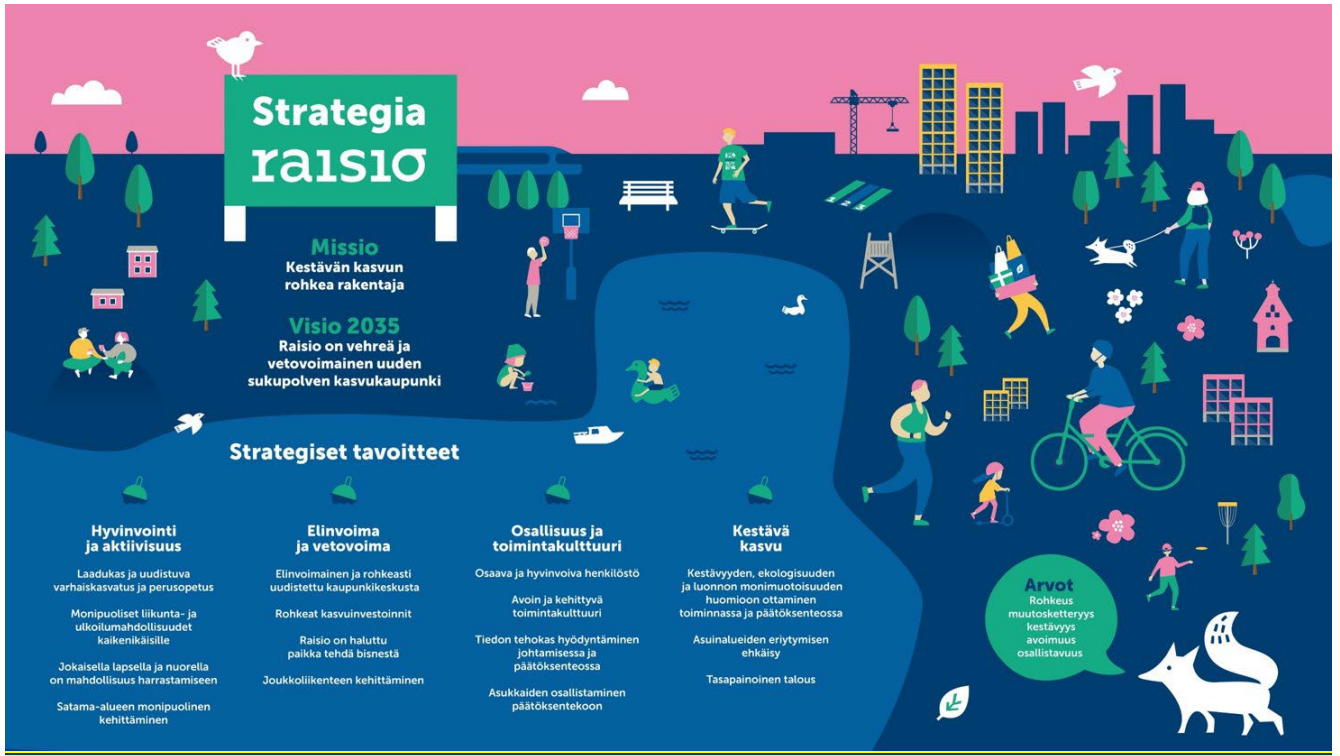 Strategia
raisio
Missio
Kestävän kasvun
rohkea rakentaja
Visio 2035
Raisio on vehreä ja
vetovoimainen uuden
sukupolven kasvukaupunki
Strategiset tavoitteet
Hyvinvointi
ja aktiivisuus
Laadukas ja uudistuva
varhaiskasvatus ja perusopetus
Monipuoliset liikunta- ja
ulkoilumahdollisuudet
kaikenikäisille
Jokaisella lapsella ja nuorella
on mahdollisuus harrastamiseen
Satama-alueen monipuolinen
kehittäminen
Elinvoima
ja vetovoima
Elinvoimainen ja rohkeasti
uudistettu kaupunkikeskusta
Rohkeat kasvuinvestoinnit
Raisio on haluttu
paikka tehdä bisnestä
Joukkoliikenteen kehittäminen
Osallisuus ja
toimintakulttuuri
Osaava ja hyvinvoiva henkilöstö
Avoin ja kehittyvä
toimintakulttuuri
Tiedon tehokas hyödyntäminen
johtamisessa ja
päätöksenteossa
Asukkaiden osallistaminen
päätöksentekoon
Kestävä
kasvu
Kestävyyden, ekologisuuden
ja luonnon monimuotoisuuden
huomioon ottaminen
toiminnassa ja päätöksenteossa
Asuinalueiden eriytymisen
ehkäisy
Tasapainoinen talous
Arvot
Rohkeus
muutosketteryys
kestävyys
avoimuus
osallistavuus
1 2 3